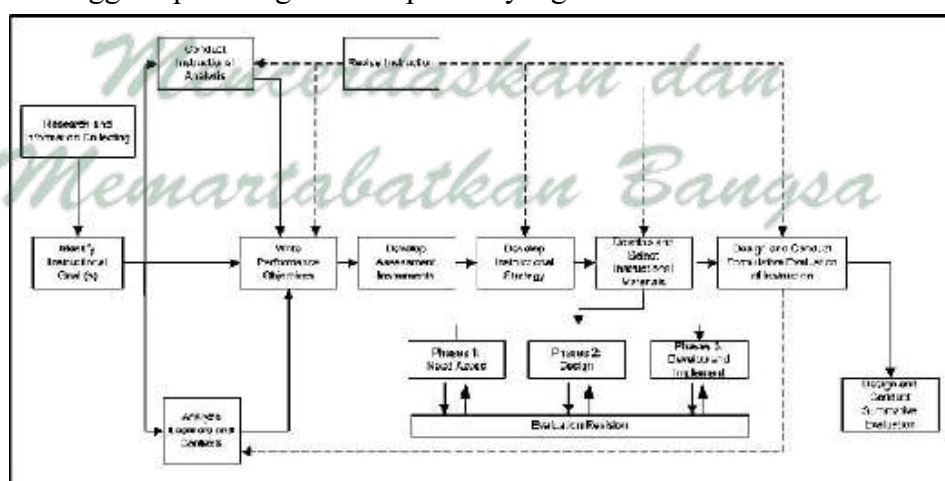 Mencerdaskan dan
Memartabatkan Bangsa
Conduct
Instructional
Analysis
Revise Instruction
Research and
Information Collecting
Identify
Instructional
Goal (s)
Write
Performance
Objectives
Develop
Assessment
Instruments
Develop
Instructional
Strategy
Develop and
Select
Instructional
Materials
Design and Conduct
Formative Evaluation
of Instruction
Phases 1:
Need Asses
Phases 2:
Design
Phases 3:
Develop and
Implement
Evaluation Revision
Analyze
Learners and
Contexts
Design and
Conduct
Summative
Evaluation